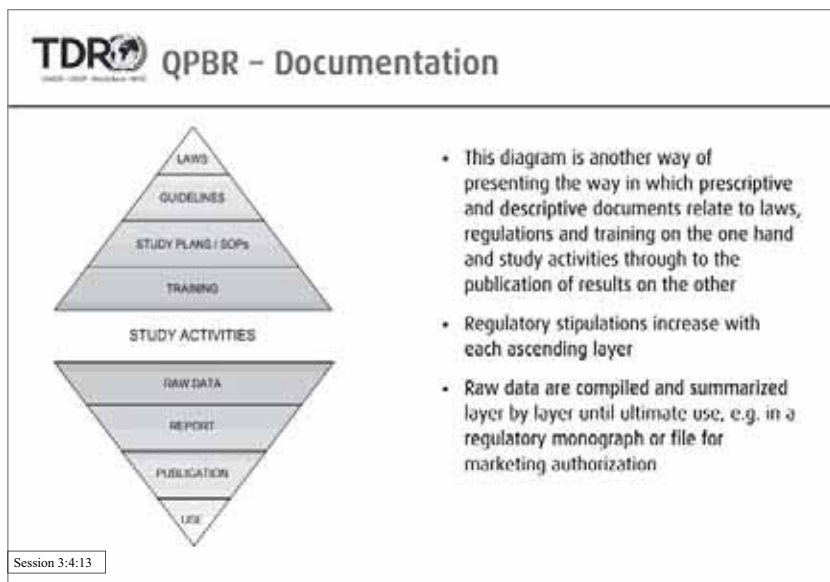 TDR QPBR – Documentation
LAWS
GUIDELINES
STUDY PLANS / SOPs
TRAINING
STUDY ACTIVITIES
RAW DATA
REPORT
PUBLICATION
USE
• This diagram is another way of
presenting the way in which prescriptive
and descriptive documents relate to laws,
regulations and training on the one hand
and study activities through to the
publication of results on the other
• Regulatory stipulations increase with
each ascending layer
• Raw data are compiled and summarized
layer by layer until ultimate use, e.g. in a
regulatory monograph or file for
marketing authorization
Session 3:4:13